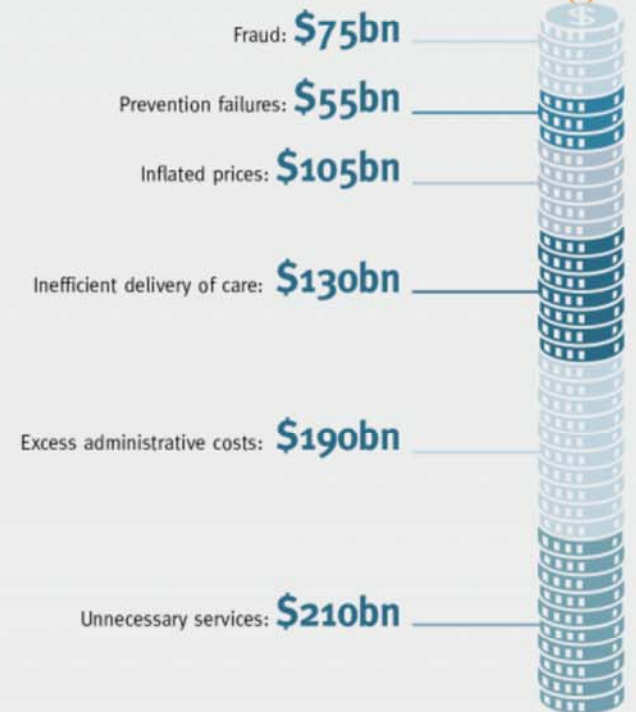 Fraud: $75bn
Prevention failures: $55bn
Inflated prices: $105bn
Inefficient delivery of care: $130bn
Excess administrative costs: $190bn
Unnecessary services: $210bn
$